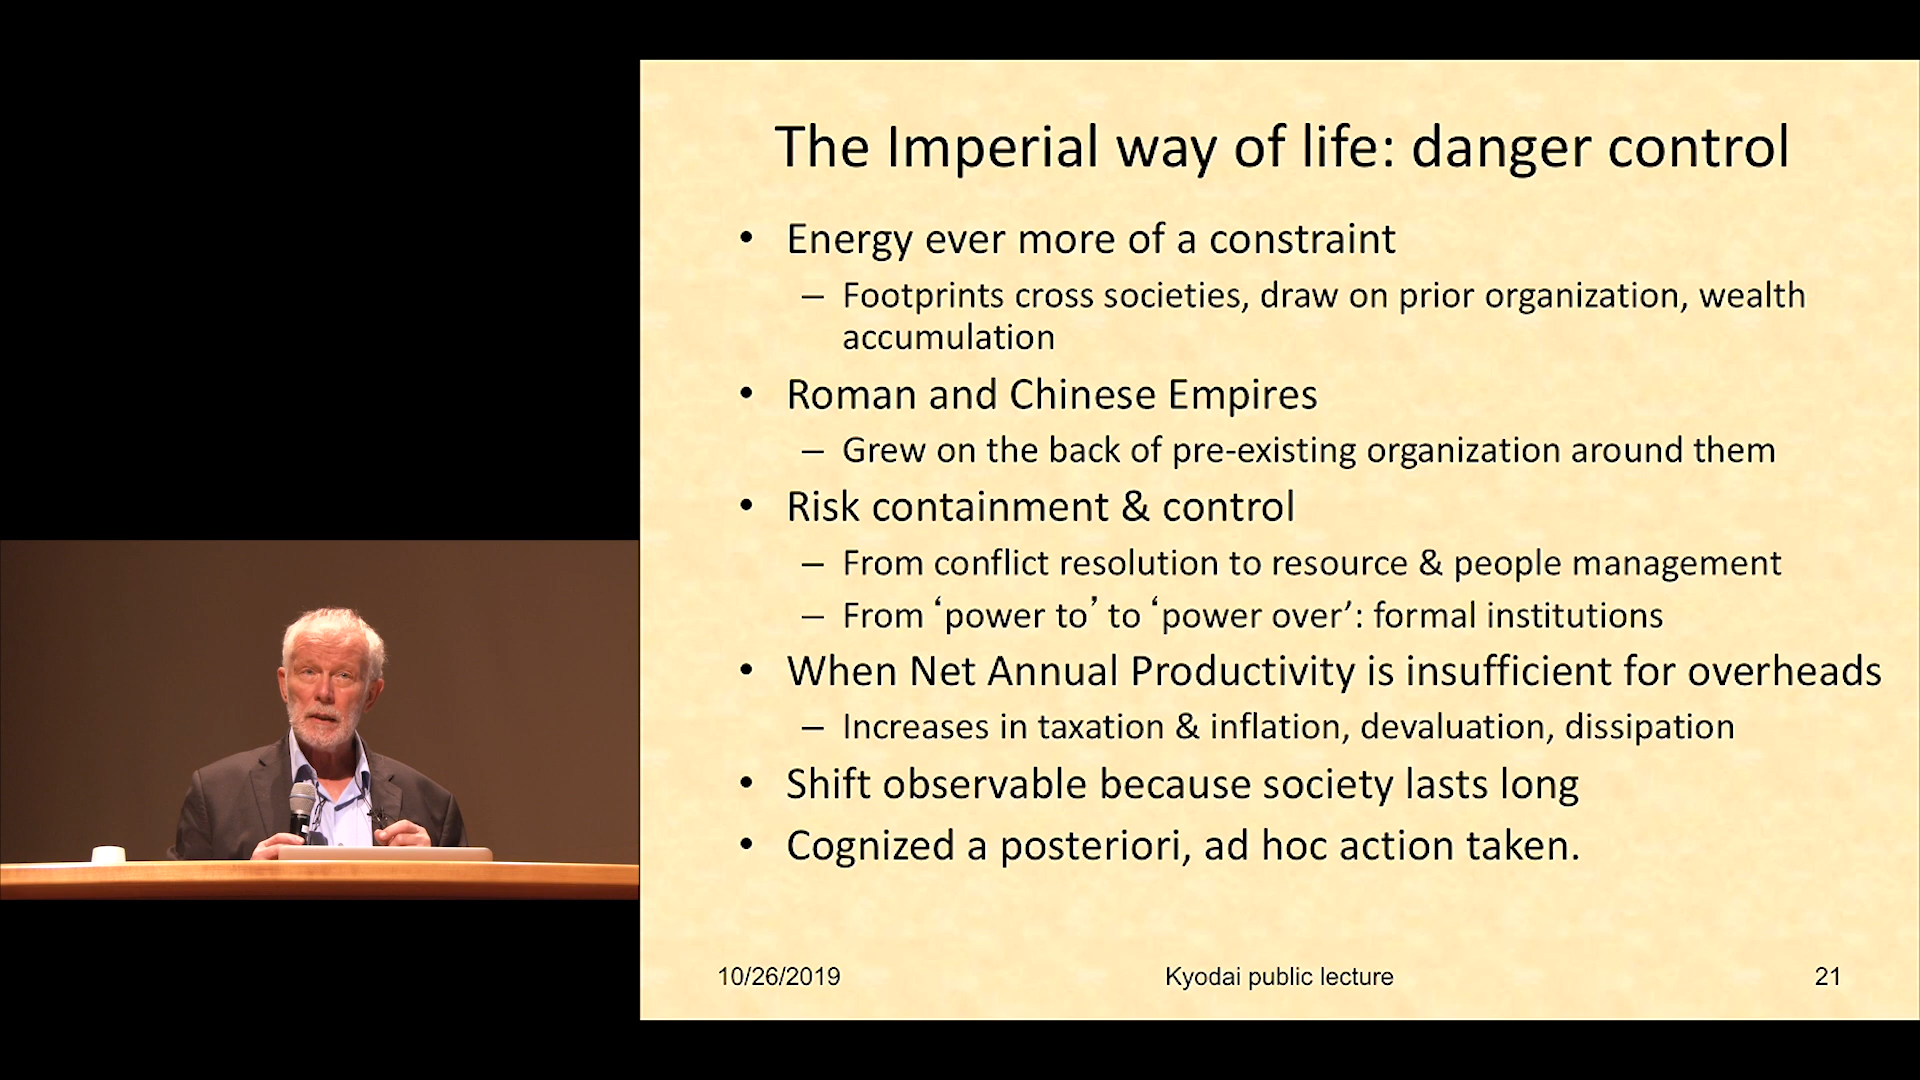 The Imperial way of life: danger control
• Energy ever more of a constraint
– Footprints cross societies, draw on prior organization, wealth
accumulation
• Roman and Chinese Empires
– Grew on the back of pre-existing organization around them
• Risk containment & control
– From conflict resolution to resource & people management
– From ‘power to’ to ‘power over’: formal institutions
• When Net Annual Productivity is insufficient for overheads
– Increases in taxation & inflation, devaluation, dissipation
• Shift observable because society lasts long
• Cognized a posteriori, ad hoc action taken.
10/26/2019
Kyodai public lecture
21